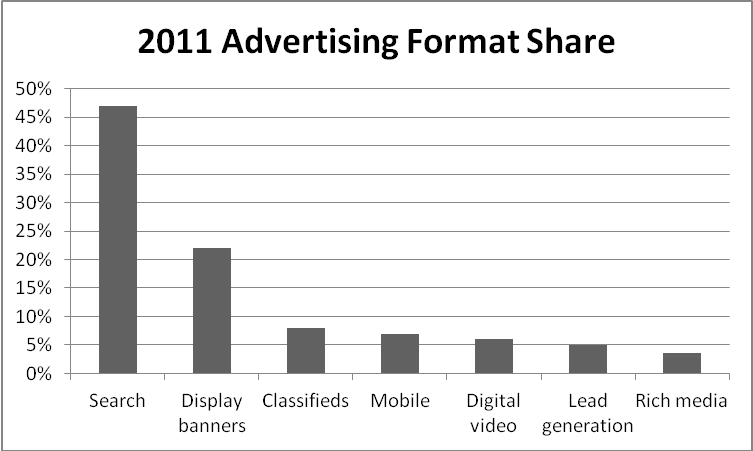 2011 Advertising Format Share
50%
45%
40%
35%
30%
25%
20%
15%
10%
5%
0%
Search
Display
banners
Classifieds
Mobile
Digital
video
Lead
generation
Rich media